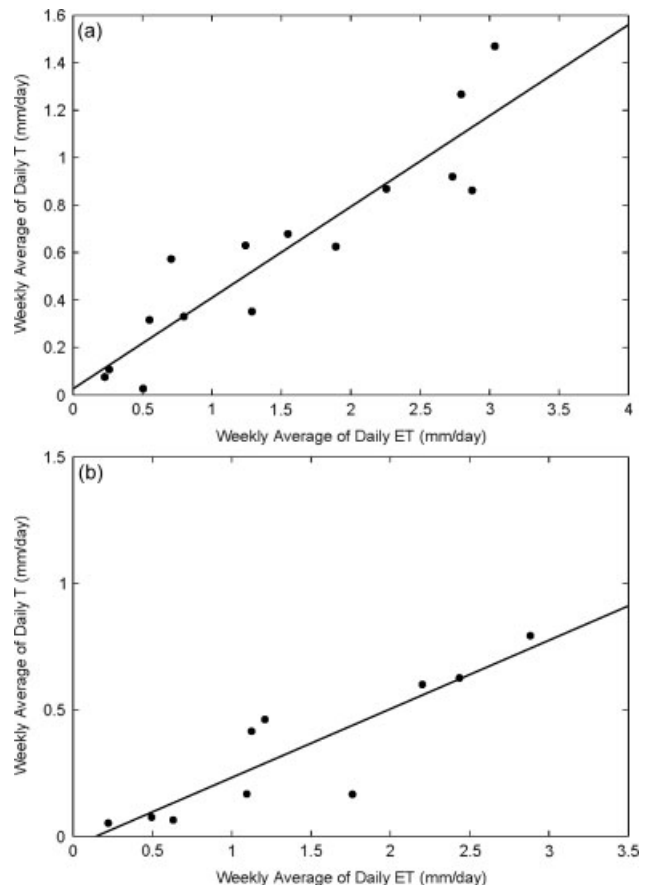 1.6
(a)
1.4
1.2
1
0.8
0.6
0.4
0.2
0
Weekly Average of Daily T (mm/day)
0 0.5 1 1.5 2 2.5 3 3.5 4
Weekly Average of Daily ET (mm/day)
1.5
(b)
1
0.5
0
Weekly Average of Daily T (mm/day)
0 0.5 1 1.5 2 2.5 3 3.5
Weekly Average of Daily ET (mm/day)